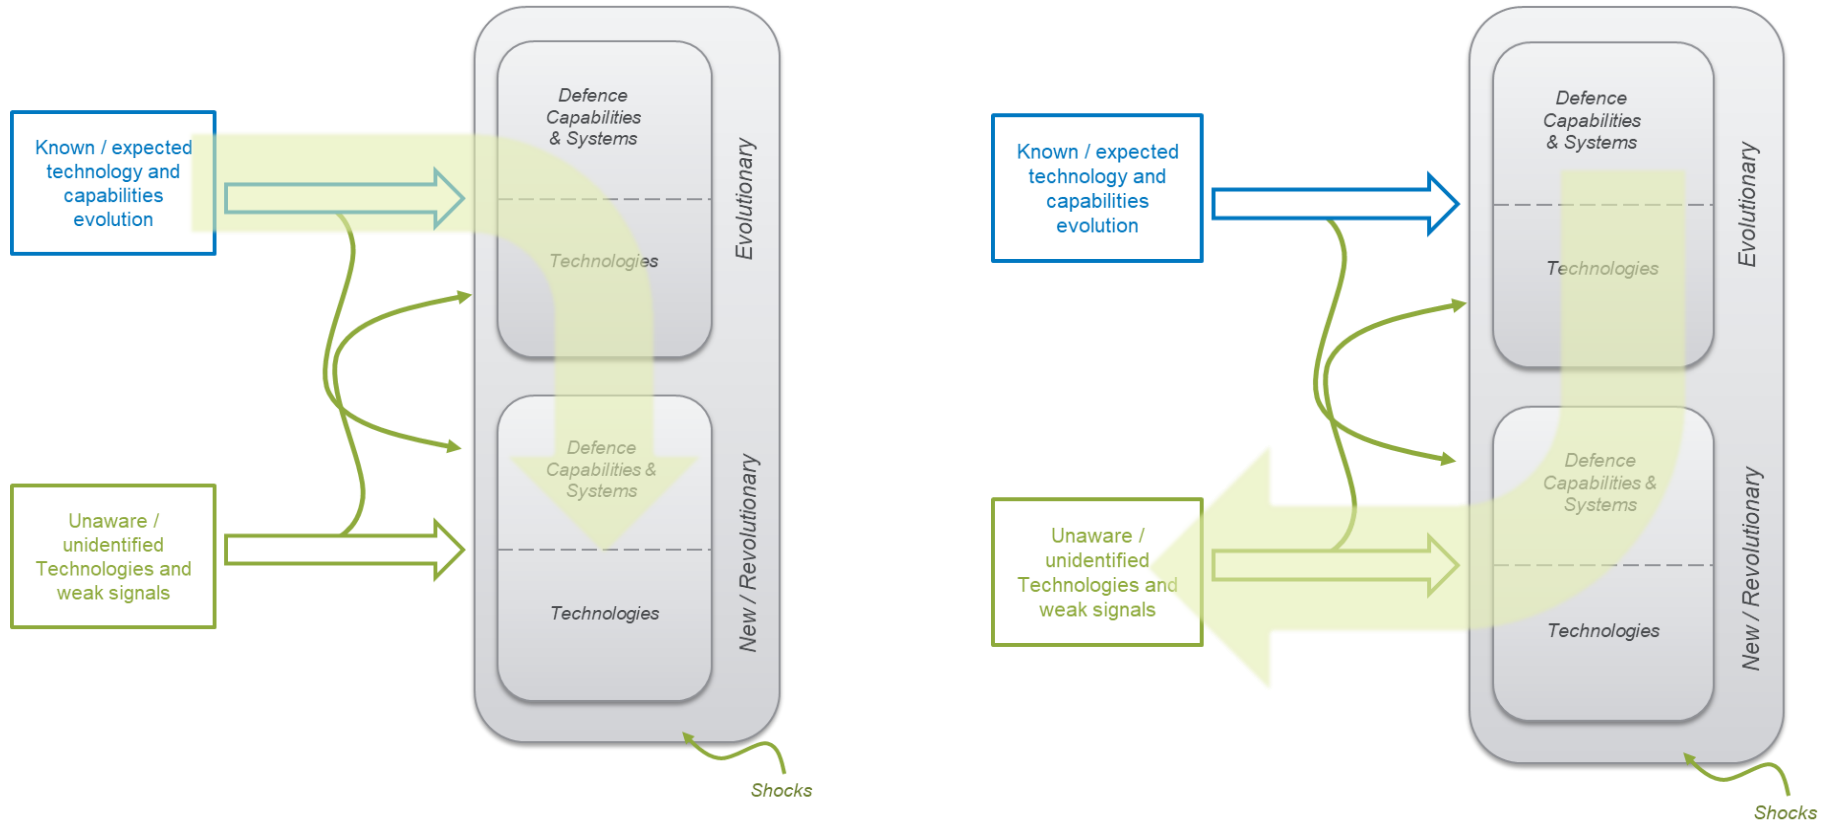 Defence
Capabilities
& Systems
Known / expected
technology and
capabilities
evolution
Technologies
Evolutionary
Defence
Capabilities &
Systems
Unaware /
unidentified
Technologies and
weak signals
Technologies
New / Revolutionary
Shocks
Defence
Capabilities
& Systems
Known / expected
technology and
capabilities
evolution
Technologies
Evolutionary
Defence
Capabilities &
Systems
Unaware /
unidentified
Technologies and
weak signals
Technologies
New / Revolutionary
Shocks